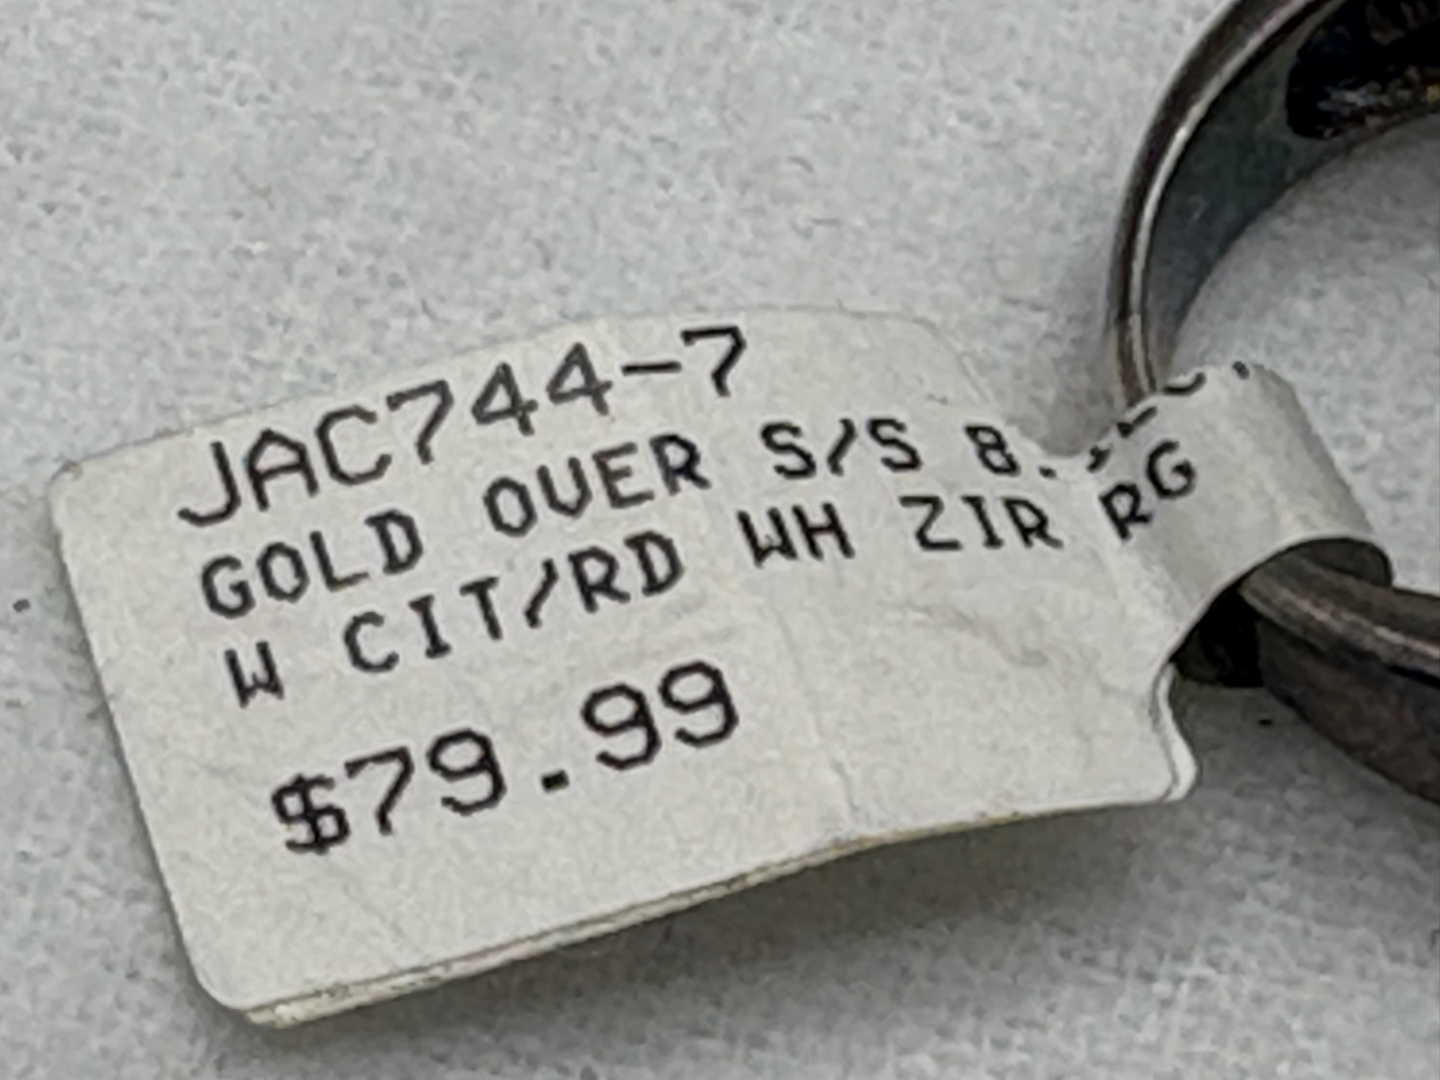 JAC744-7
GOLD OVER S/S 8.
W CIT/RD WH ZIR RG
$79.99